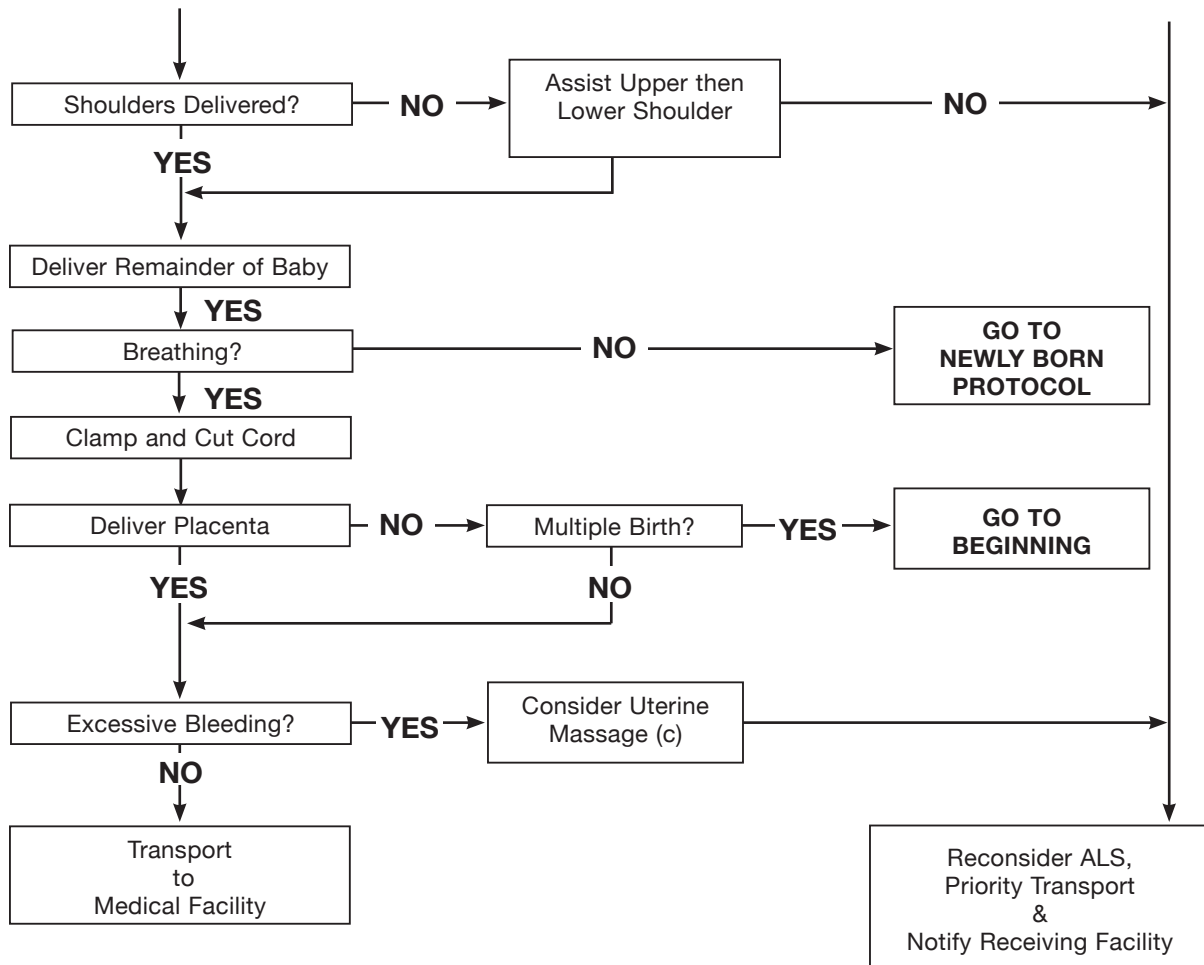 Shoulders Delivered?
NO
Assist Upper then
Lower Shoulder
NO
YES
Deliver Remainder of Baby
YES
Breathing?
NO
GO TO
NEWLY BORN
PROTOCOL
YES
Clamp and Cut Cord
Deliver Placenta
NO
Multiple Birth?
YES
GO TO
BEGINNING
YES
NO
Excessive Bleeding?
YES
Consider Uterine
Massage (c)
NO
Transport
to
Medical Facility
Reconsider ALS,
Priority Transport
&
Notify Receiving Facility